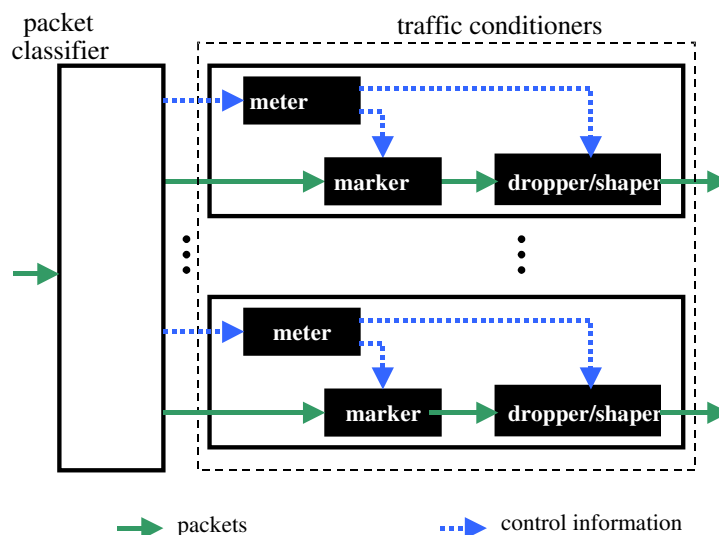 packet
classifier
traffic conditioners
meter
marker
dropper/shaper
meter
marker
dropper/shaper
packets
control information